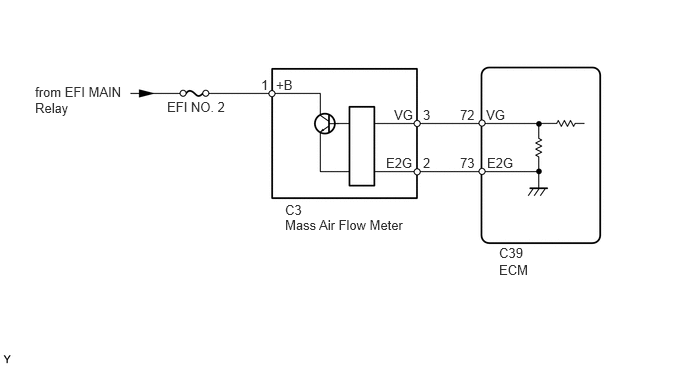 from EFI MAIN
Relay
EFI NO. 2
1 +B
VG 3 72 VG
E2G 2 73 E2G
C3
Mass Air Flow Meter
C39
ECM
Y